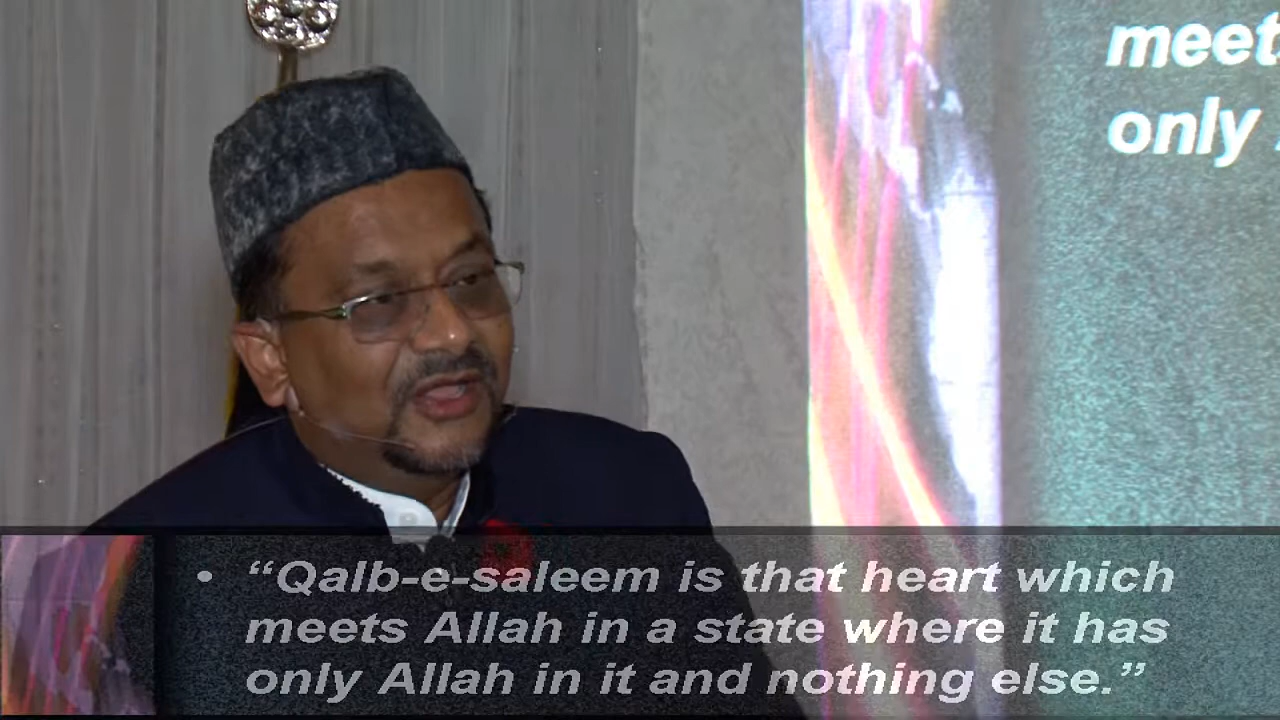 meet
only
• “Qalb-e-saleem is that heart which
meets Allah in a state where it has
only Allah in it and nothing else.”